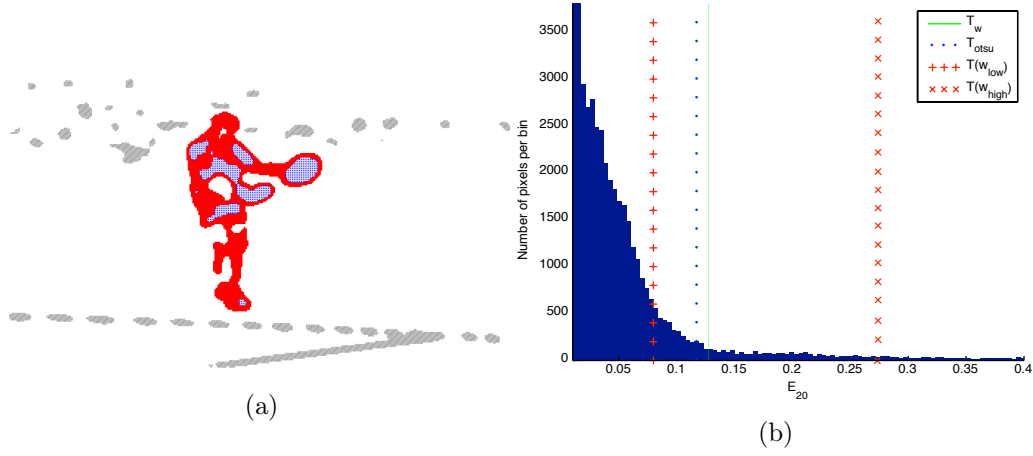 T_w
T_otsu
T(w_low)
T(w_high)
Number of pixels per bin
3500
3000
2500
2000
1500
1000
500
0
0.05 0.1 0.15 0.2 0.25 0.3 0.35 0.4
E_20
(a)
(b)